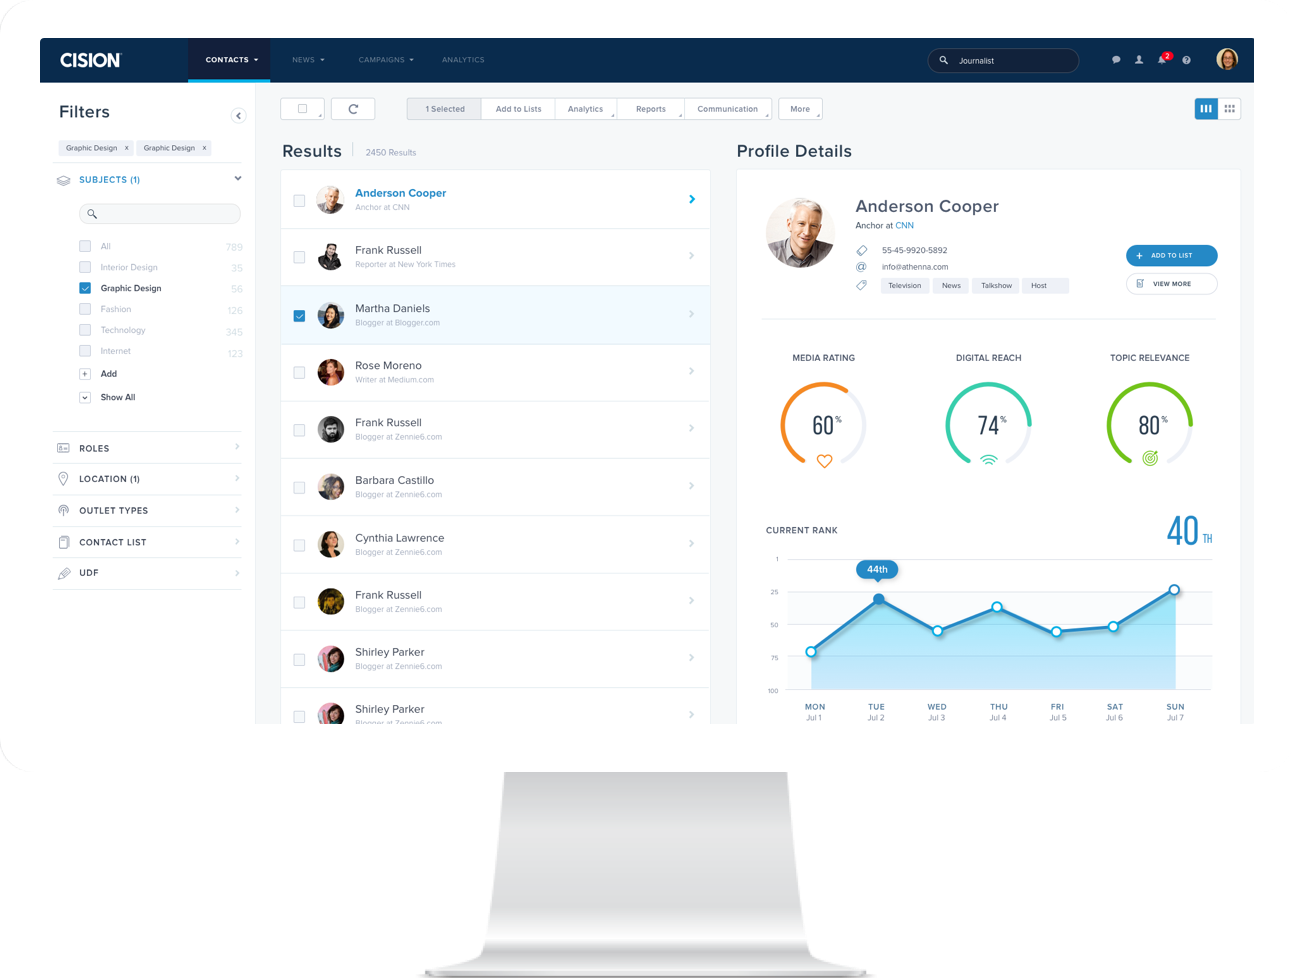 CISION
CONTACTS
NEWS
CAMPAIGNS
ANALYTICS
Journalist
2
Filters
Graphic Design x
Graphic Design x
SUBJECTS (1)
All 789
Interior Design 35
Graphic Design 56
Fashion 126
Technology 345
Internet 123
Add
Show All
ROLES
LOCATION (1)
OUTLET TYPES
CONTACT LIST
UDF
1 Selected
Add to Lists
Analytics
Reports
Communication
More
Results
2450 Results
Anderson Cooper
Anchor at CNN
Frank Russell
Reporter at New York Times
Martha Daniels
Blogger at Blogger.com
Rose Moreno
Writer at Medium.com
Frank Russell
Blogger at Zennie6.com
Barbara Castillo
Blogger at Zennie6.com
Cynthia Lawrence
Blogger at Zennie6.com
Frank Russell
Blogger at Zennie6.com
Shirley Parker
Blogger at Zennie6.com
Shirley Parker
Blogger at Zennie6.com
Profile Details
Anderson Cooper
Anchor at CNN
55-45-9920-5892
info@athenna.com
Television
News
Talkshow
Host
+ ADD TO LIST
VIEW MORE
MEDIA RATING
60%
DIGITAL REACH
74%
TOPIC RELEVANCE
80%
CURRENT RANK
40TH
44th
1
25
50
75
100
MON
Jul 1
TUE
Jul 2
WED
Jul 3
THU
Jul 4
FRI
Jul 5
SAT
Jul 6
SUN
Jul 7